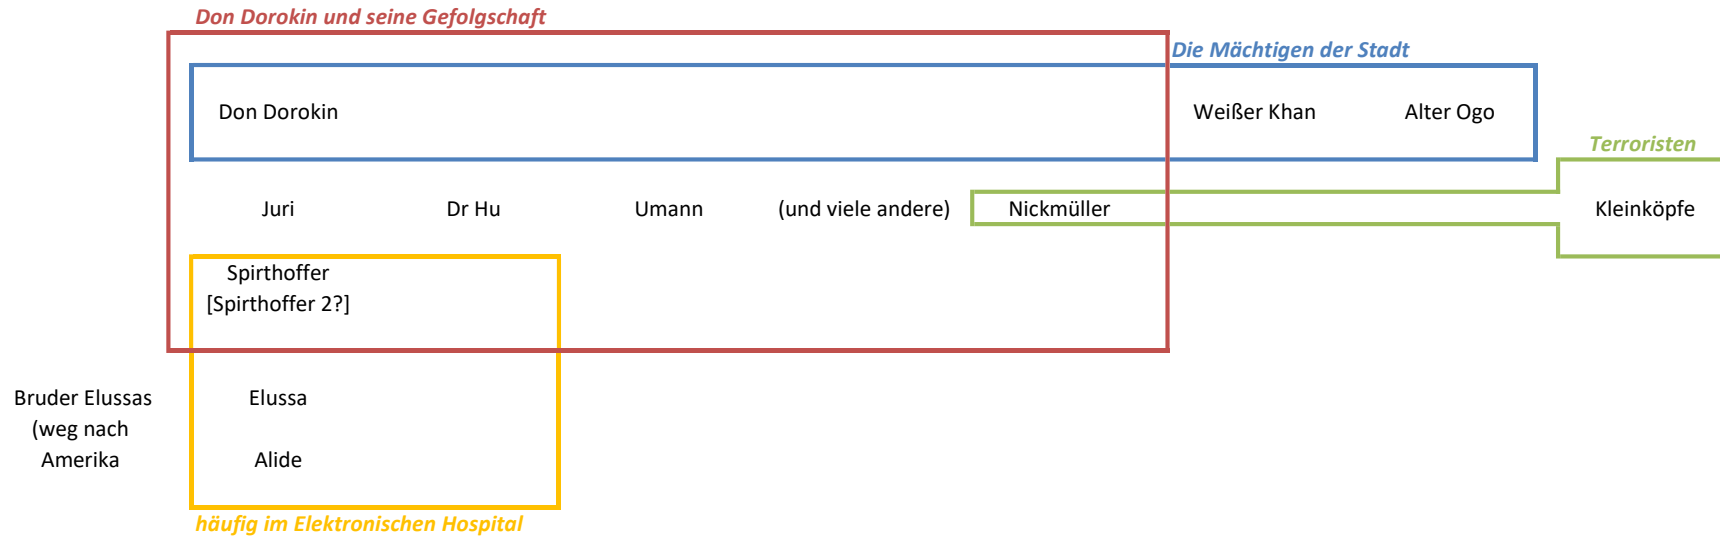 Don Dorokin und seine Gefolgschaft
Die Mächtigen der Stadt
Don Dorokin
Weißer Khan
Alter Ogo
Terroristen
Juri
Dr Hu
Umann
(und viele andere)
Nickmüller
Kleinköpfe
Spirthoffer
[Spirthoffer 2?]
Bruder Elussas
(weg nach
Amerika
Elussa
Alide
häufig im Elektronischen Hospital